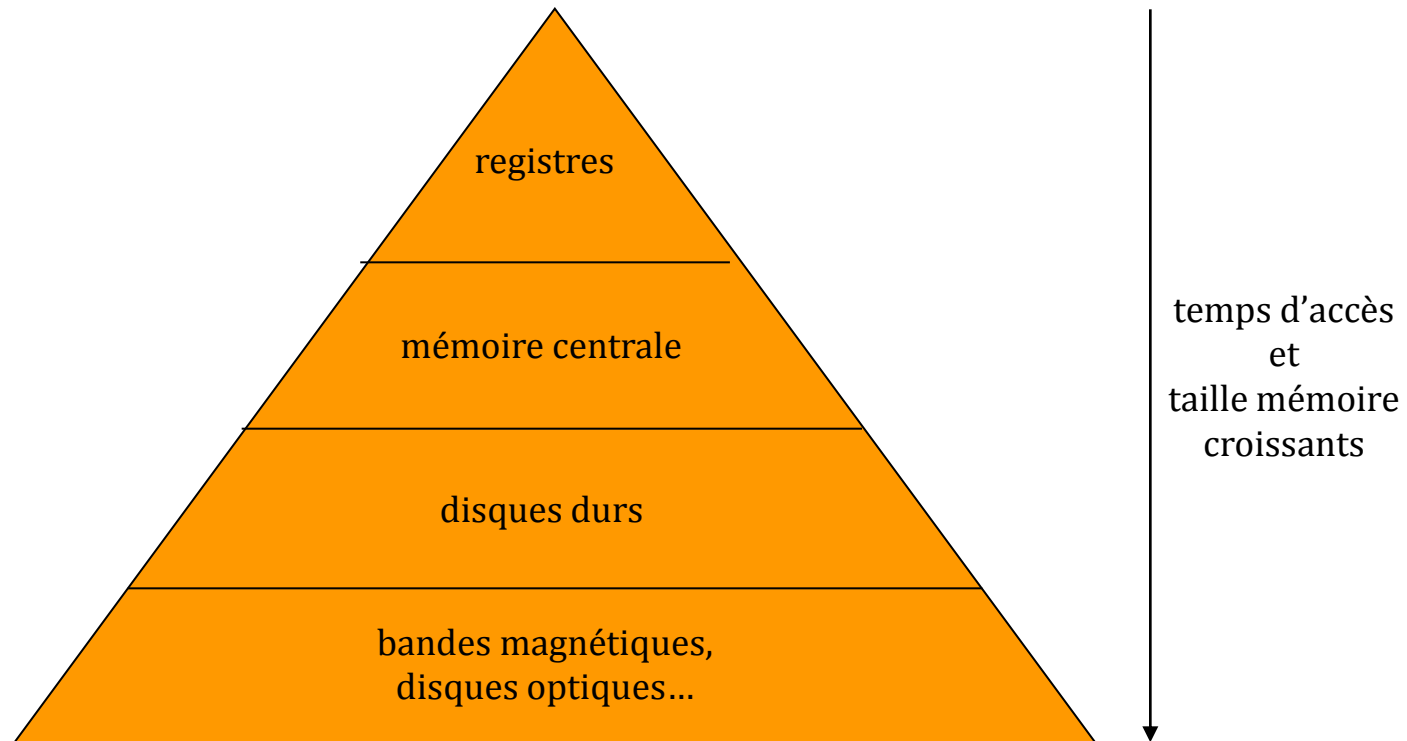 registres
mémoire centrale
disques durs
bandes magnétiques,
disques optiques…
temps d’accès
et
taille mémoire
croissants